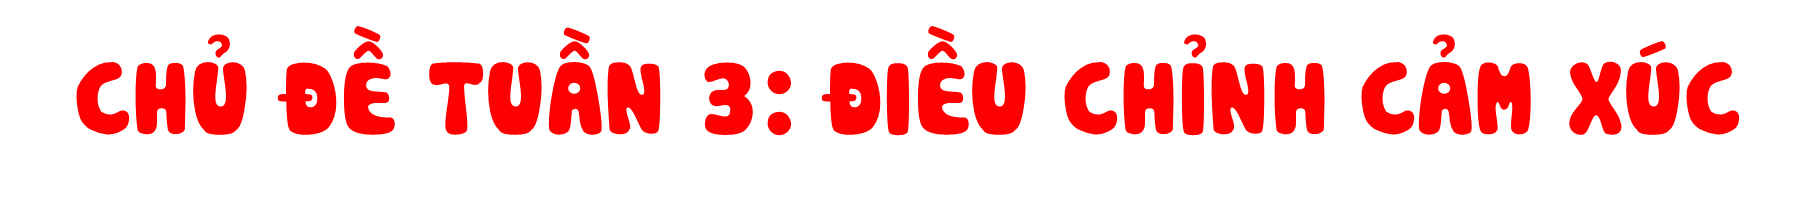 CHỦ ĐỀ TUẦN 3: ĐIỀU CHỈNH CẢM XÚC